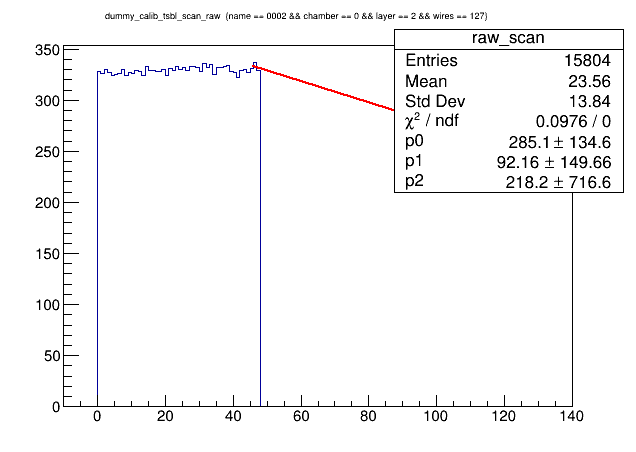 dummy_calib_tsbl_scan_raw (name == 0002 && chamber == 0 && layer == 2 && wires == 127)
raw_scan
Entries 15804
Mean 23.56
Std Dev 13.84
χ² / ndf 0.0976 / 0
p0 285.1 ± 134.6
p1 92.16 ± 149.66
p2 218.2 ± 716.6
350
300
250
200
150
100
50
0
0 20 40 60 80 100 120 140